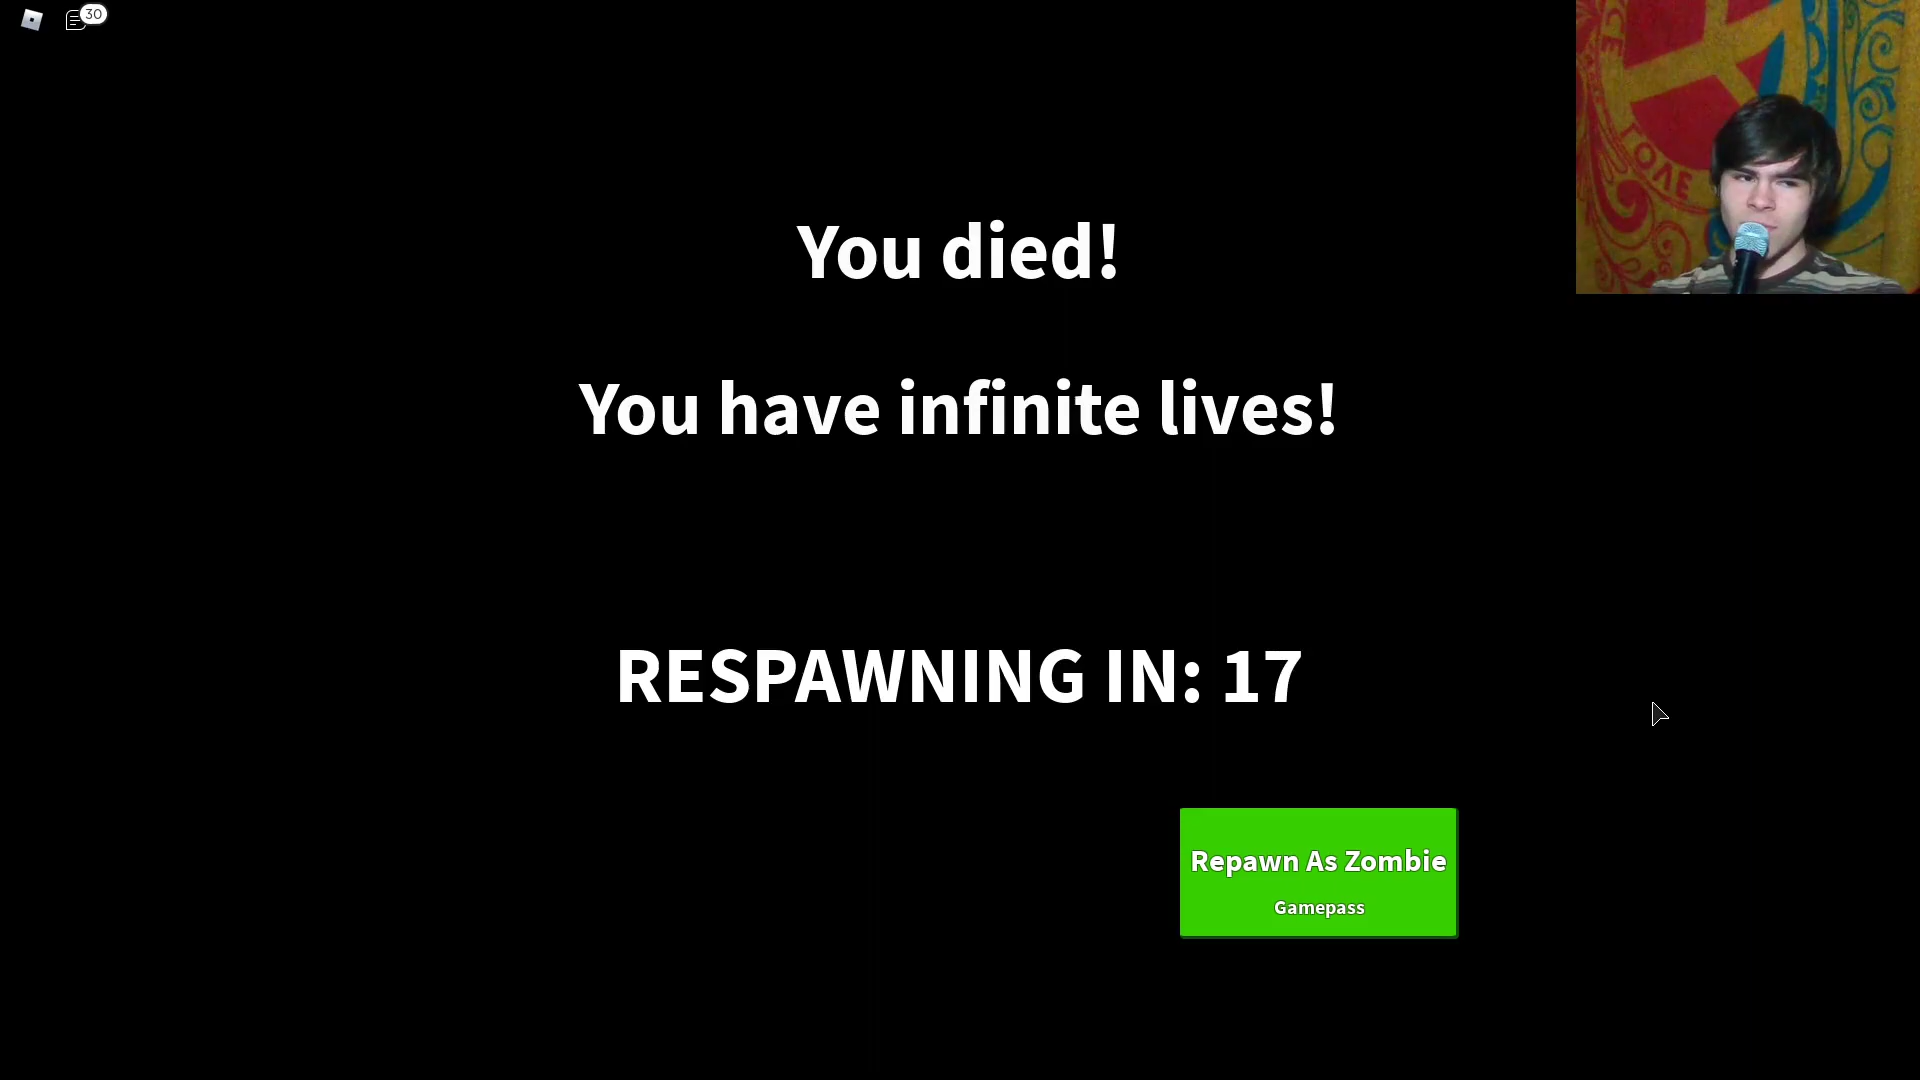 30
You died!
You have infinite lives!
RESPAWNING IN: 17
Repawn As Zombie
Gamepass